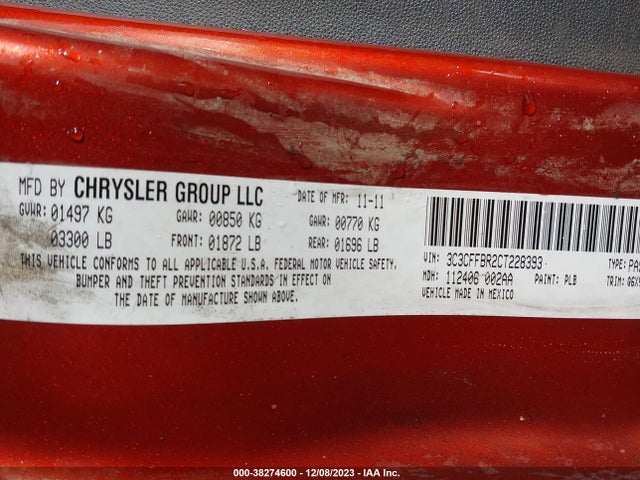 MFD BY CHRYSLER GROUP LLC DATE OF MFR: 11-11
GVWR: 01497 KG GAWR: 00850 KG GAWR: 00770 KG
03300 LB FRONT: 01872 LB REAR: 01696 LB
THIS VEHICLE CONFORMS TO ALL APPLICABLE U.S.A. FEDERAL MOTOR VEHICLE SAFETY,
BUMPER AND THEFT PREVENTION STANDARDS IN EFFECT ON
THE DATE OF MANUFACTURE SHOWN ABOVE.
VIN: 3C3CFFBR2CT228393 TYPE: PAS
MDH: 112406 002AA PAINT: PLB TRIM:
VEHICLE MADE IN MEXICO
000-38274600 - 12/08/2023 - IAA Inc.